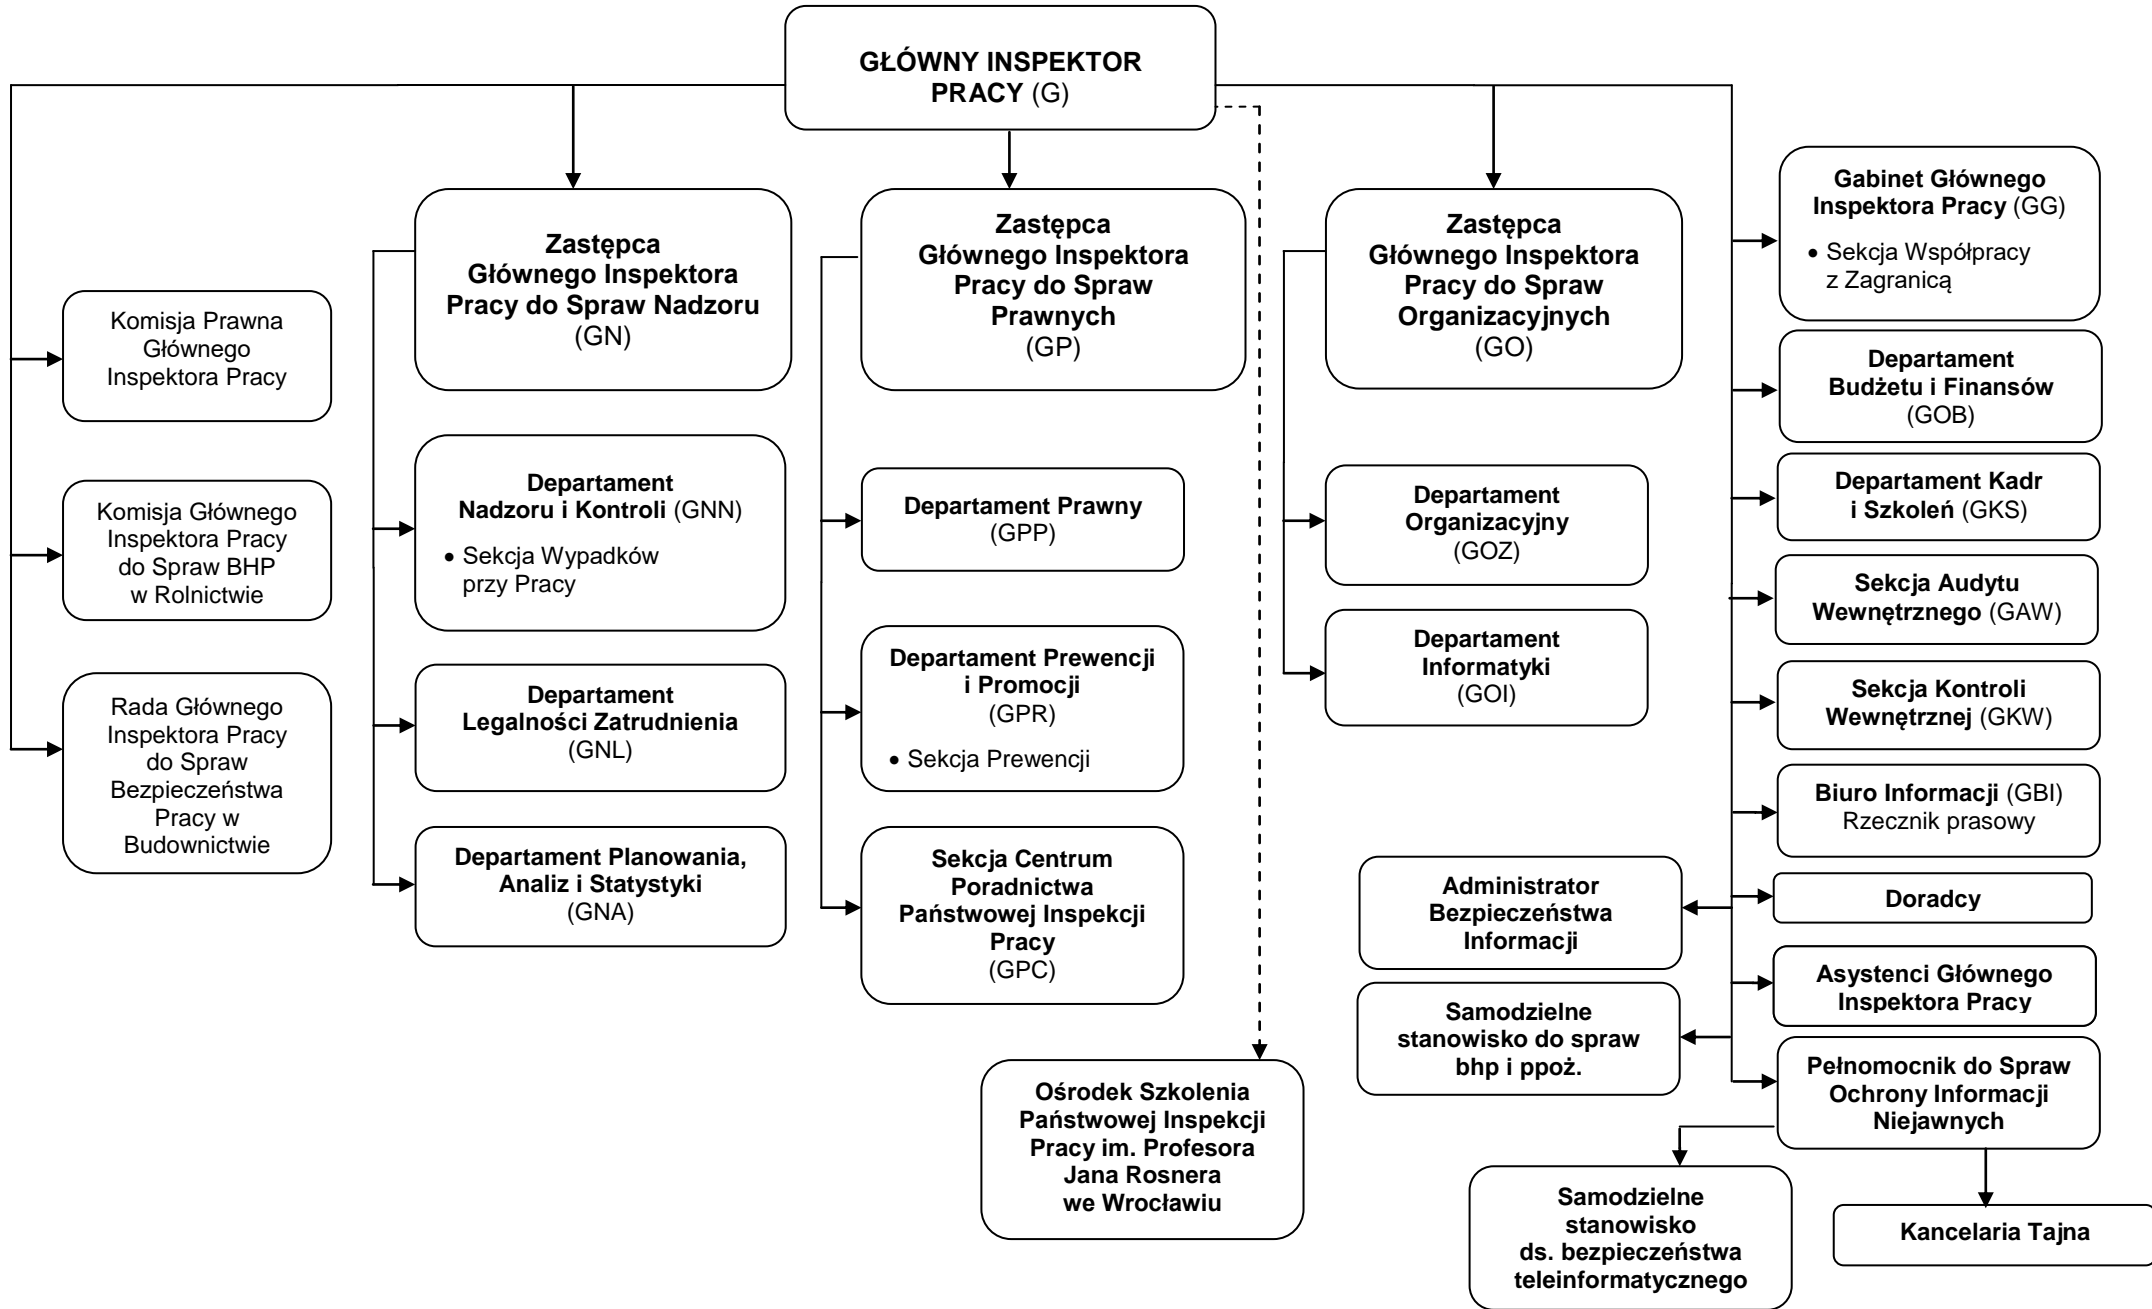 GŁÓWNY INSPEKTOR
PRACY (G)
Komisja Prawna
Głównego
Inspektora Pracy
Komisja Głównego
Inspektora Pracy
do Spraw BHP
w Rolnictwie
Rada Głównego
Inspektora Pracy
do Spraw
Bezpieczeństwa
Pracy w
Budownictwie
Zastępca
Głównego Inspektora
Pracy do Spraw Nadzoru
(GN)
Departament
Nadzoru i Kontroli (GNN)
• Sekcja Wypadków
przy Pracy
Departament
Legalności Zatrudnienia
(GNL)
Departament Planowania,
Analiz i Statystyki
(GNA)
Zastępca
Głównego Inspektora
Pracy do Spraw
Prawnych
(GP)
Departament Prawny
(GPP)
Departament Prewencji
i Promocji
(GPR)
• Sekcja Prewencji
Sekcja Centrum
Poradnictwa
Państwowej Inspekcji
Pracy
(GPC)
Ośrodek Szkolenia
Państwowej Inspekcji
Pracy im. Profesora
Jana Rosnera
we Wrocławiu
Zastępca
Głównego Inspektora
Pracy do Spraw
Organizacyjnych
(GO)
Departament
Organizacyjny
(GOZ)
Departament
Informatyki
(GOI)
Administrator
Bezpieczeństwa
Informacji
Samodzielne
stanowisko do spraw
bhp i ppoż.
Gabinet Głównego
Inspektora Pracy (GG)
• Sekcja Współpracy
z Zagranicą
Departament
Budżetu i Finansów
(GOB)
Departament Kadr
i Szkoleń (GKS)
Sekcja Audytu
Wewnętrznego (GAW)
Sekcja Kontroli
Wewnętrznej (GKW)
Biuro Informacji (GBI)
Rzecznik prasowy
Doradcy
Asystenci Głównego
Inspektora Pracy
Pełnomocnik do Spraw
Ochrony Informacji
Niejawnych
Samodzielne
stanowisko
ds. bezpieczeństwa
teleinformatycznego
Kancelaria Tajna